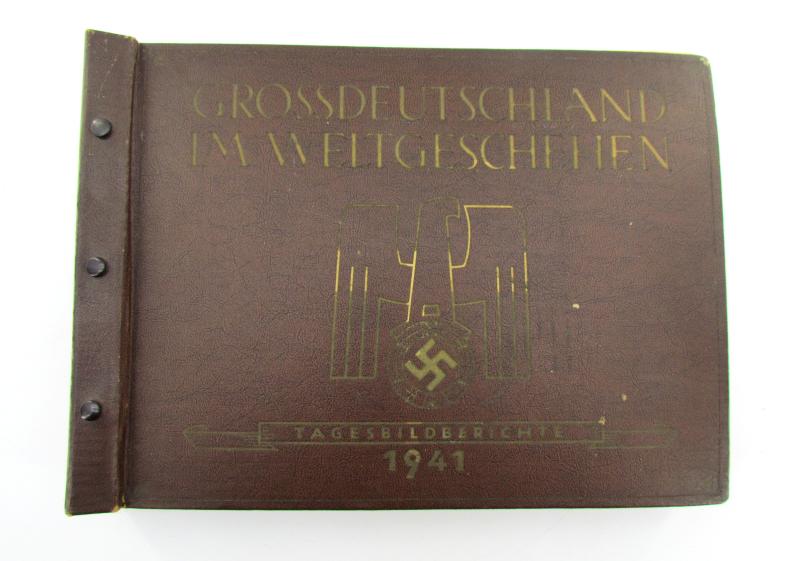 GROSSDEUTSCHLAND
IM WELTGESCHEHEN
TAGESBILDBERICHTE
1941